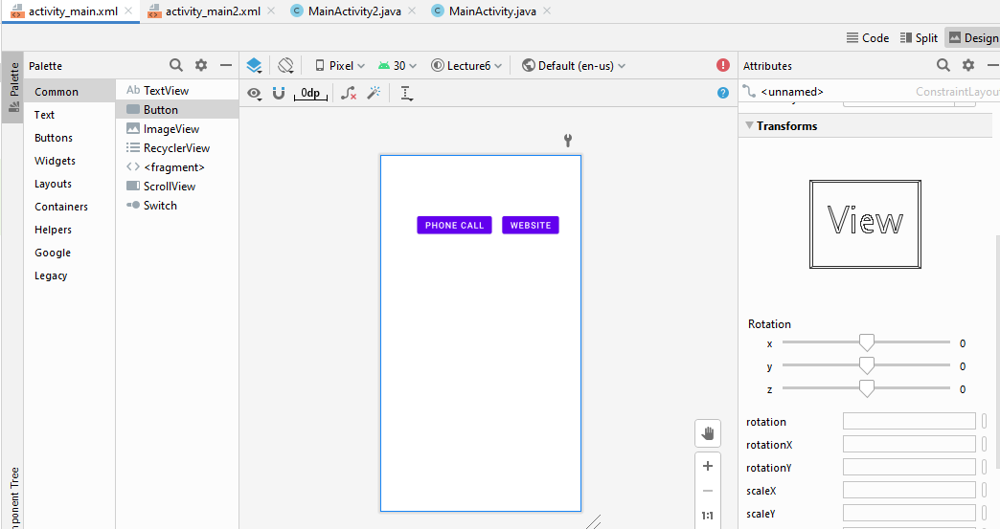 activity_main.xml activity_main2.xml MainActivity2.java MainActivity.java
Code Split Design
Palette
Palette
Pixel 30 Lecture6 Default (en-us)
Attributes
Common
Text
Buttons
Widgets
Layouts
Containers
Helpers
Google
Legacy
Ab TextView
Button
ImageView
RecyclerView
<fragment>
ScrollView
Switch
0dp
<unnamed> ConstraintLayou
Transforms
PHONE CALL WEBSITE
View
Rotation
x 0
y 0
z 0
rotation
rotationX
rotationY
scaleX
scaleY
1:1
ponent Tree